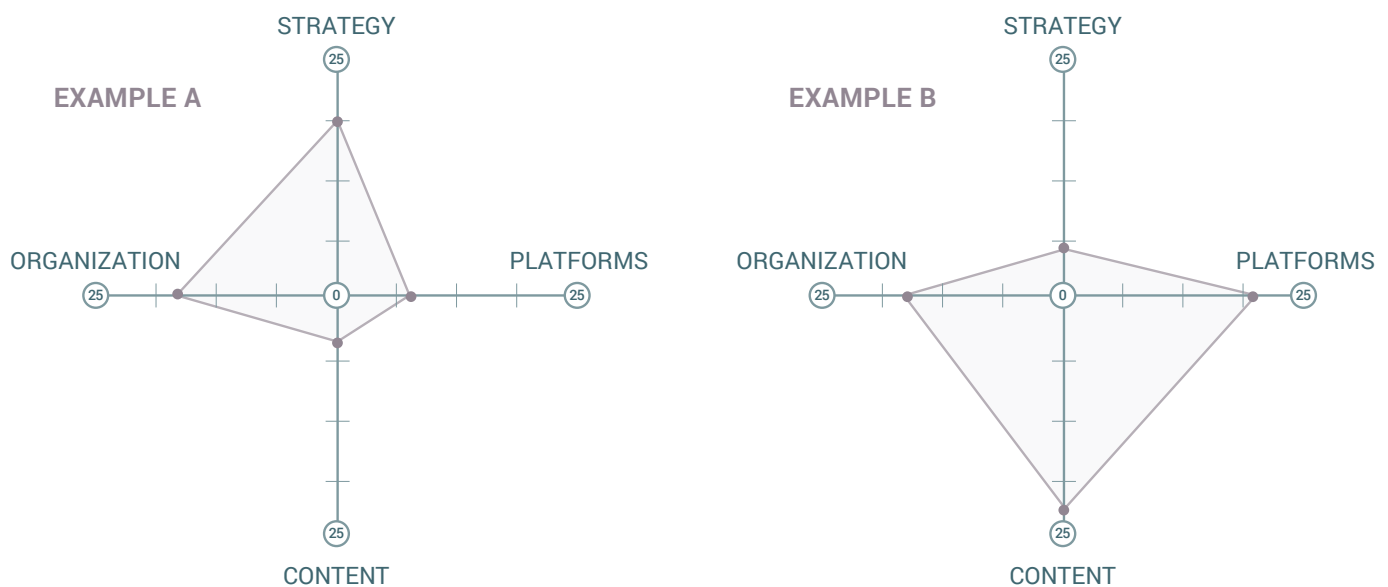 STRATEGY
25
EXAMPLE A
ORGANIZATION
PLATFORMS
25
0
25
25
CONTENT
STRATEGY
25
EXAMPLE B
ORGANIZATION
PLATFORMS
25
0
25
25
CONTENT